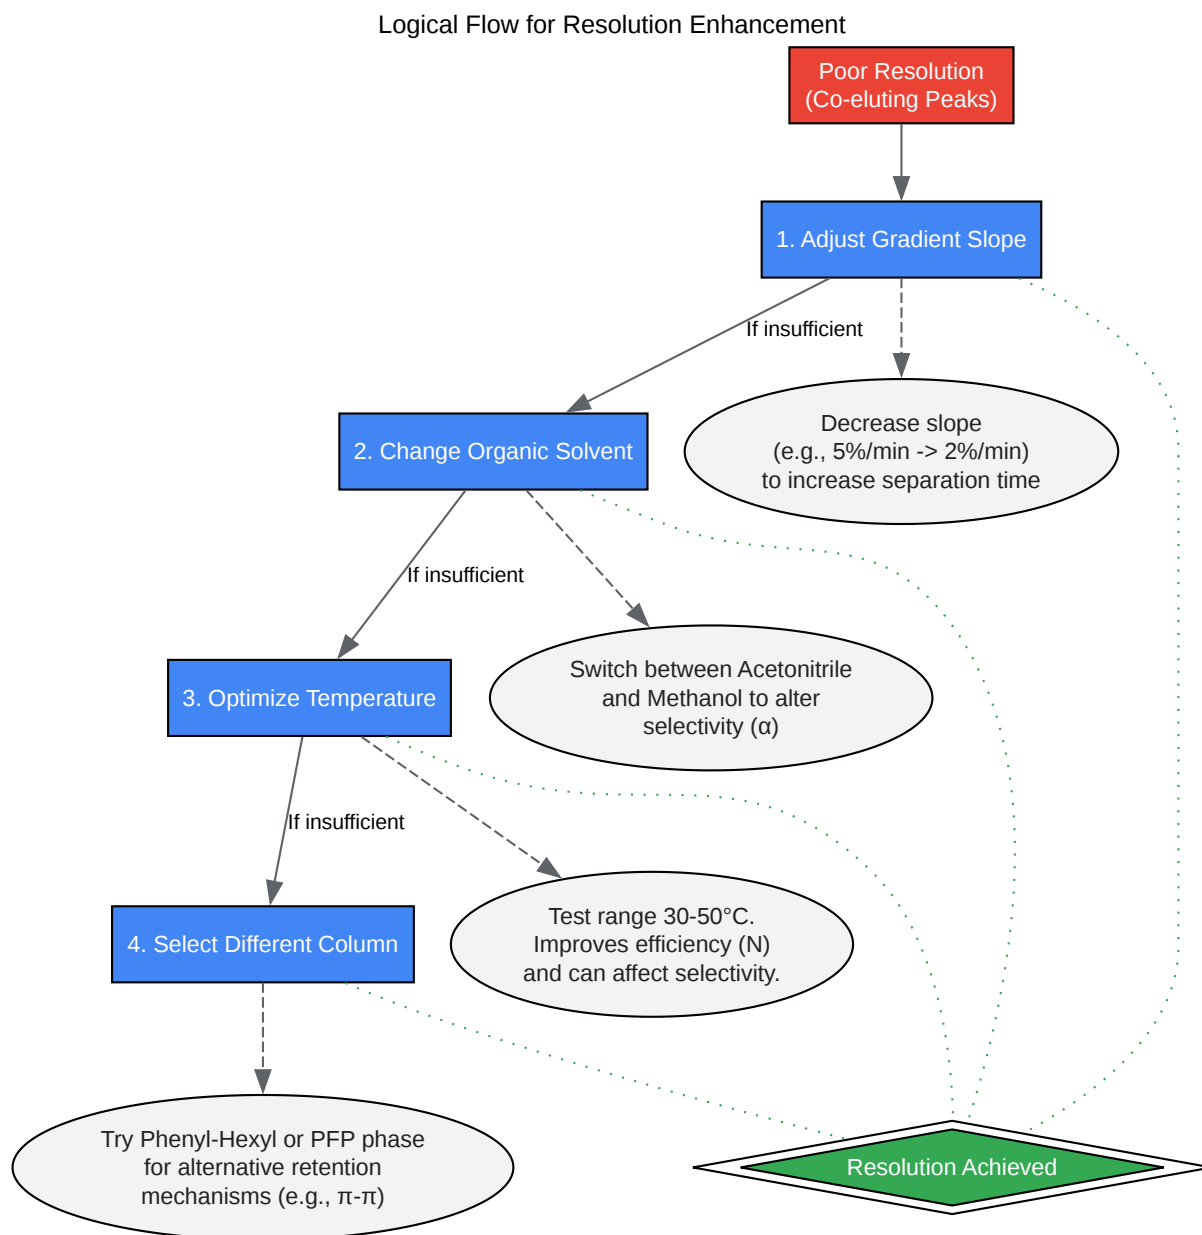 Logical Flow for Resolution Enhancement
Poor Resolution
(Co-eluting Peaks)
1. Adjust Gradient Slope
If insufficient
Decrease slope
(e.g., 5%/min -> 2%/min)
to increase separation time
2. Change Organic Solvent
If insufficient
Switch between Acetonitrile
and Methanol to alter
selectivity (α)
3. Optimize Temperature
If insufficient
Test range 30-50°C.
Improves efficiency (N)
and can affect selectivity.
4. Select Different Column
Try Phenyl-Hexyl or PFP phase
for alternative retention
mechanisms (e.g., π-π)
Resolution Achieved